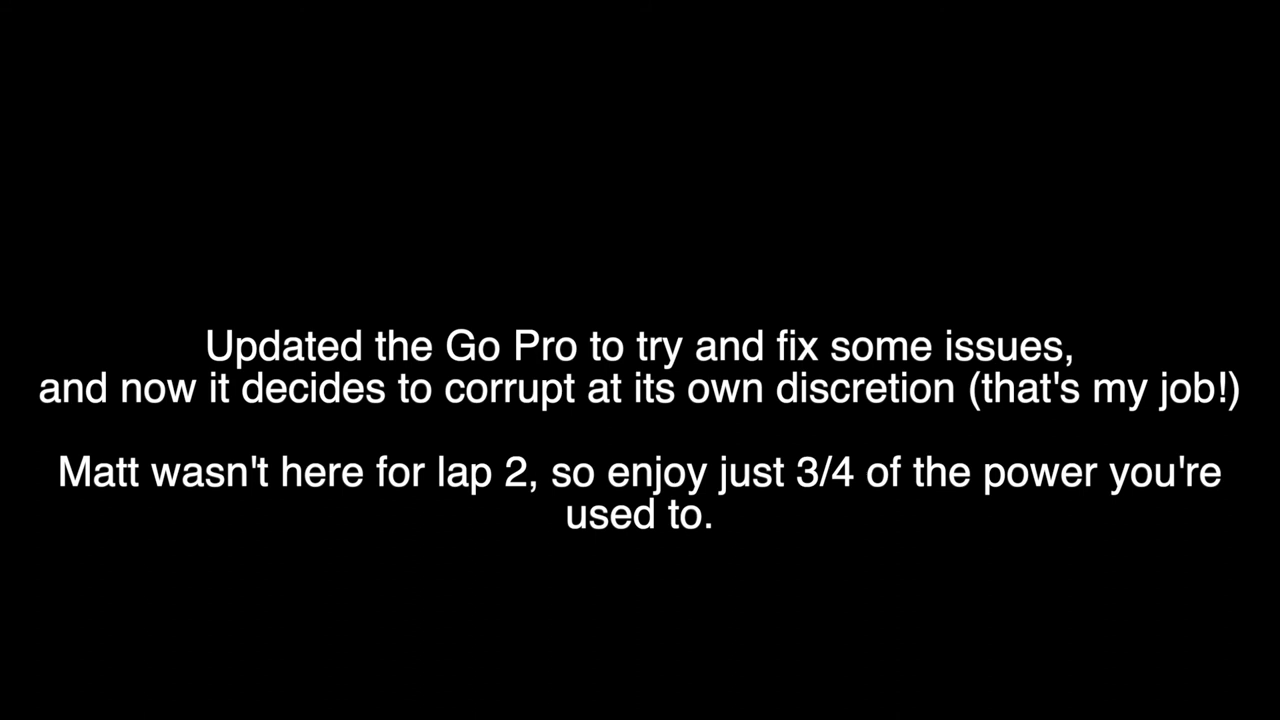 Updated the Go Pro to try and fix some issues,
and now it decides to corrupt at its own discretion (that's my job!)
Matt wasn't here for lap 2, so enjoy just 3/4 of the power you're
used to.